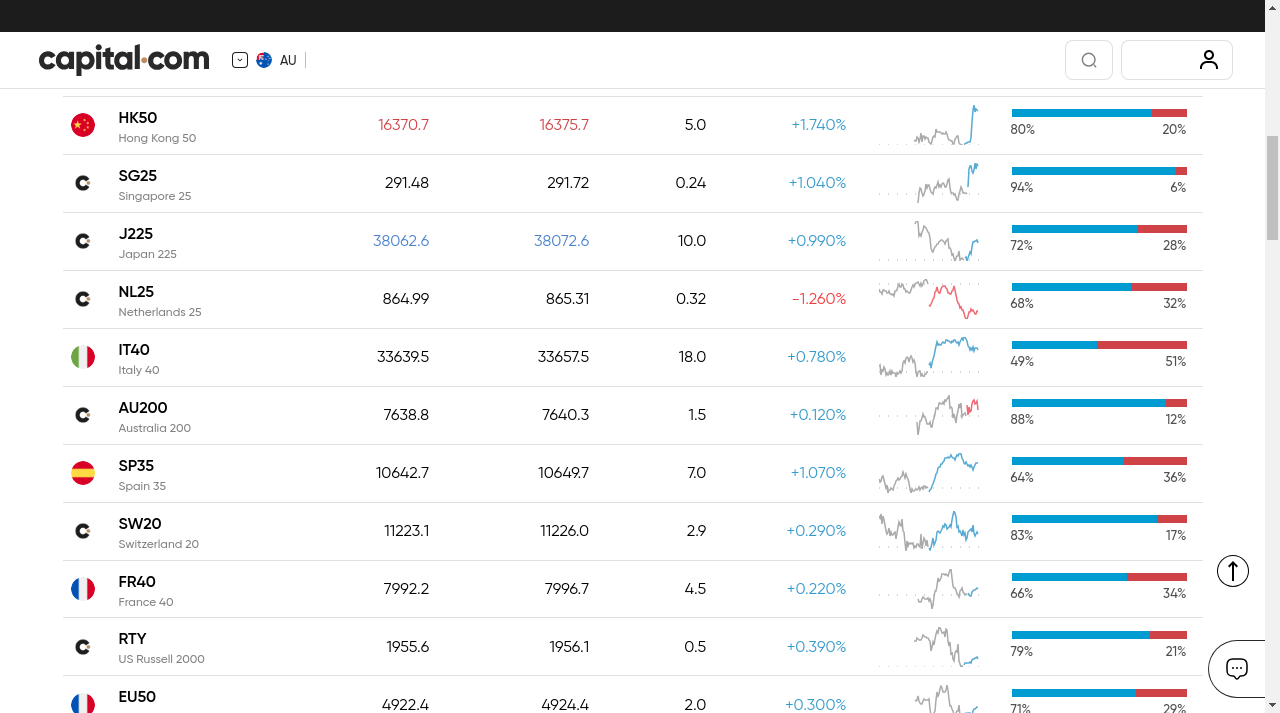 capital.com
AU
HK50 16370.7 16375.7 5.0 +1.740% 80% 20%
Hong Kong 50
SG25 291.48 291.72 0.24 +1.040% 94% 6%
Singapore 25
J225 38062.6 38072.6 10.0 +0.990% 72% 28%
Japan 225
NL25 864.99 865.31 0.32 -1.260% 68% 32%
Netherlands 25
IT40 33639.5 33657.5 18.0 +0.780% 49% 51%
Italy 40
AU200 7638.8 7640.3 1.5 +0.120% 88% 12%
Australia 200
SP35 10642.7 10649.7 7.0 +1.070% 64% 36%
Spain 35
SW20 11223.1 11226.0 2.9 +0.290% 83% 17%
Switzerland 20
FR40 7992.2 7996.7 4.5 +0.220% 66% 34%
France 40
RTY 1955.6 1956.1 0.5 +0.390% 79% 21%
US Russell 2000
EU50 4922.4 4924.4 2.0 +0.300% 71% 29%